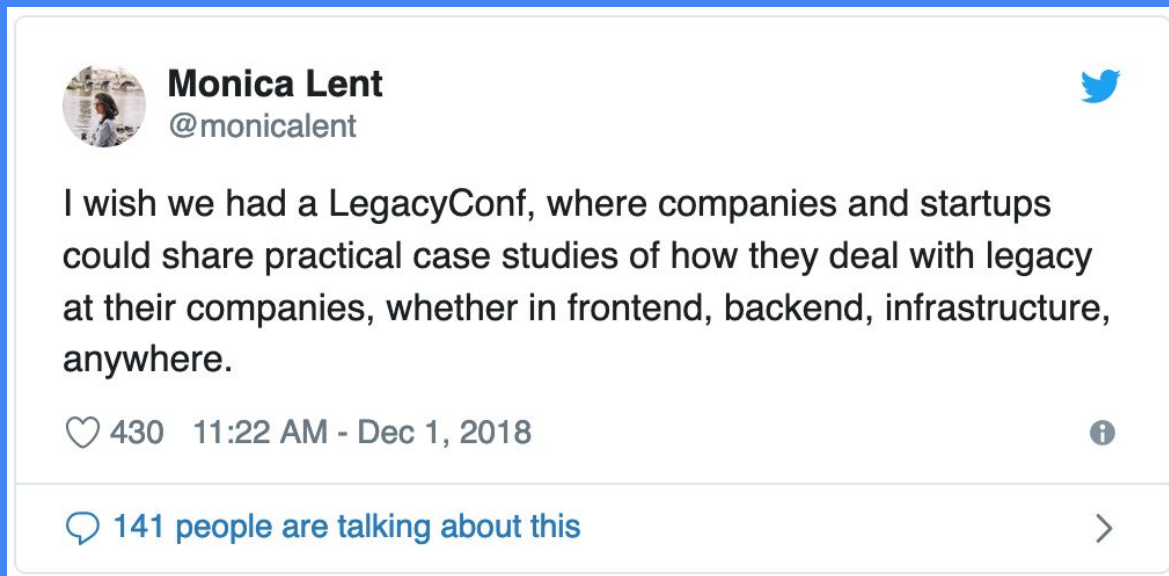 Monica Lent
@monicalent
I wish we had a LegacyConf, where companies and startups
could share practical case studies of how they deal with legacy
at their companies, whether in frontend, backend, infrastructure,
anywhere.
430 11:22 AM - Dec 1, 2018
141 people are talking about this